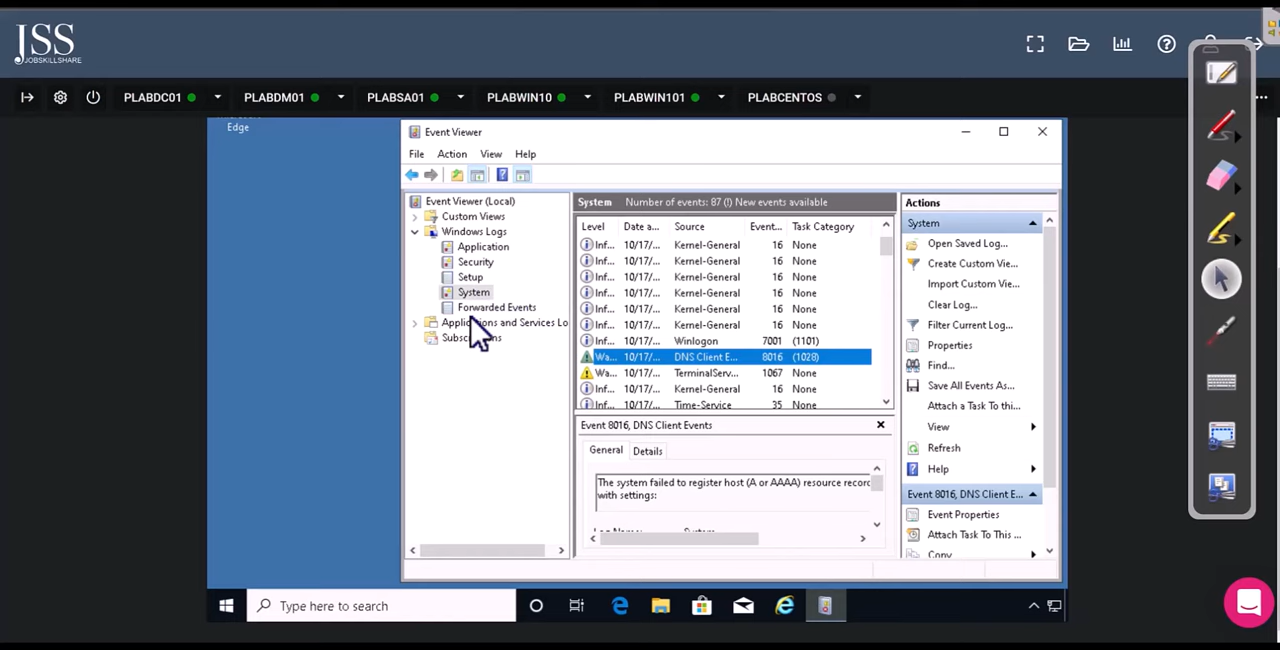 JSS
JOBSKILLSHARE
PLABDC01
PLABDM01
PLABSA01
PLABWIN10
PLABWIN101
PLABCENTOS
Edge
Event Viewer
File Action View Help
Event Viewer (Local)
Custom Views
Windows Logs
Application
Security
Setup
System
Forwarded Events
Applications and Services Lo
System Number of events: 87 (!) New events available
Level Date a... Source Event... Task Category
Inf... 10/17/... Kernel-General 16 None
Inf... 10/17/... Kernel-General 16 None
Inf... 10/17/... Kernel-General 16 None
Inf... 10/17/... Kernel-General 16 None
Inf... 10/17/... Kernel-General 16 None
Inf... 10/17/... Kernel-General 16 None
Inf... 10/17/... Winlogon 7001 (1101)
Wa... 10/17/... DNS Client E... 8016 (1028)
Wa... 10/17/... TerminalServ... 1067 None
Inf... 10/17/... Kernel-General 16 None
Inf... 10/17/... Time-Service 35 None
Event 8016, DNS Client Events
General Details
The system failed to register host (A or AAAA) resource recor
with settings:
Actions
System
Open Saved Log...
Create Custom Vie...
Import Custom Vie...
Clear Log...
Filter Current Log...
Properties
Find...
Save All Events As...
Attach a Task To thi...
View
Refresh
Help
Event 8016, DNS Client E...
Event Properties
Attach Task To This ...
Copy
Type here to search